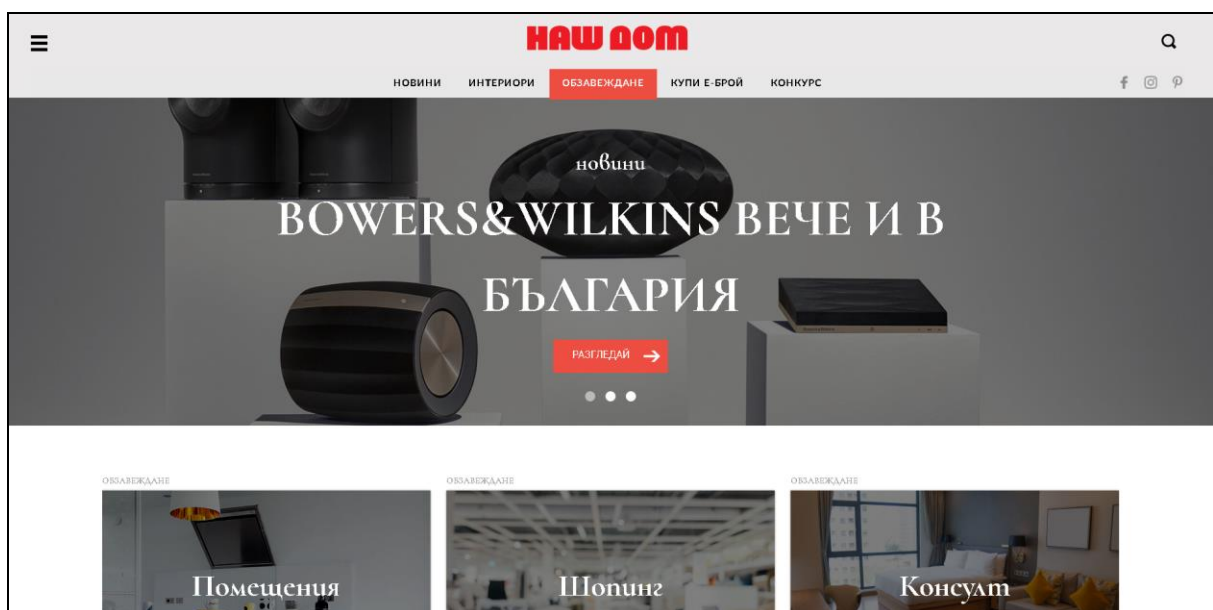 наш дом
НОВИНИ ИНТЕРИОРИ ОБЗАВЕЖДАНЕ КУПИ Е-БРОЙ КОНКУРС
новини
BOWERS&WILKINS ВЕЧЕ И В
БЪЛГАРИЯ
РАЗГЛЕДАЙ
ОБЗАВЕЖДАНЕ ОБЗАВЕЖДАНЕ ОБЗАВЕЖДАНЕ
Помещения Шопинг Консулт